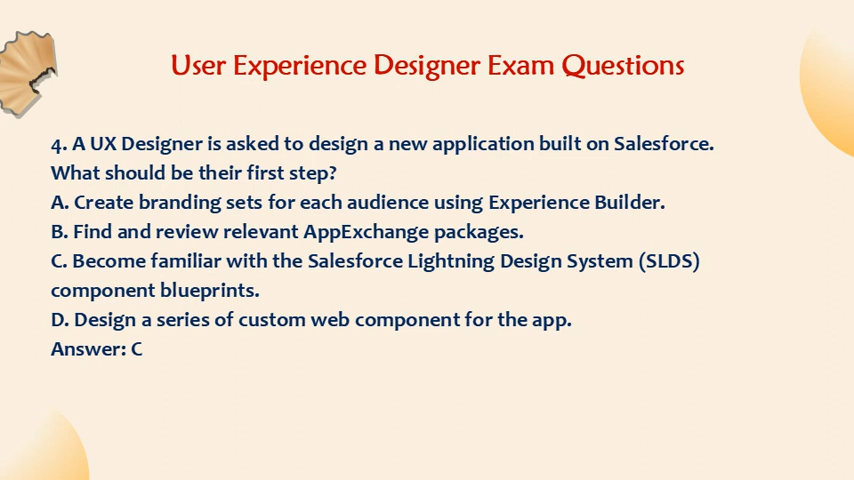 User Experience Designer Exam Questions
4. A UX Designer is asked to design a new application built on Salesforce.
What should be their first step?
A. Create branding sets for each audience using Experience Builder.
B. Find and review relevant AppExchange packages.
C. Become familiar with the Salesforce Lightning Design System (SLDS)
component blueprints.
D. Design a series of custom web component for the app.
Answer: C